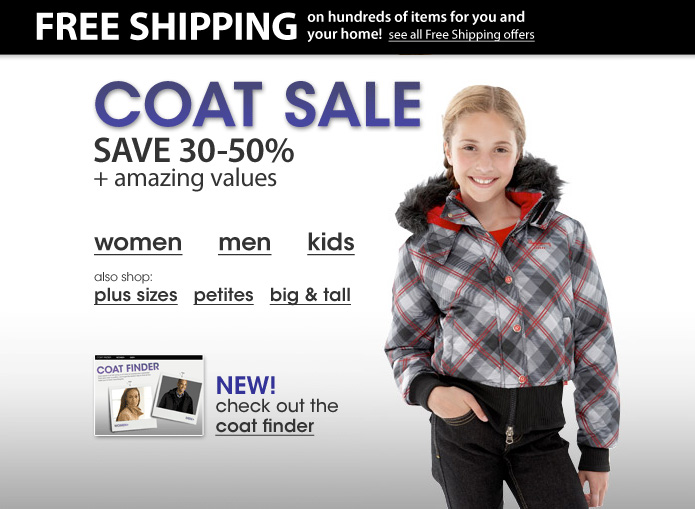 FREE SHIPPING
on hundreds of items for you and
your home! see all Free Shipping offers
COAT SALE
SAVE 30-50%
+ amazing values
women men kids
also shop:
plus sizes petites big & tall
COAT FINDER
NEW!
check out the
coat finder